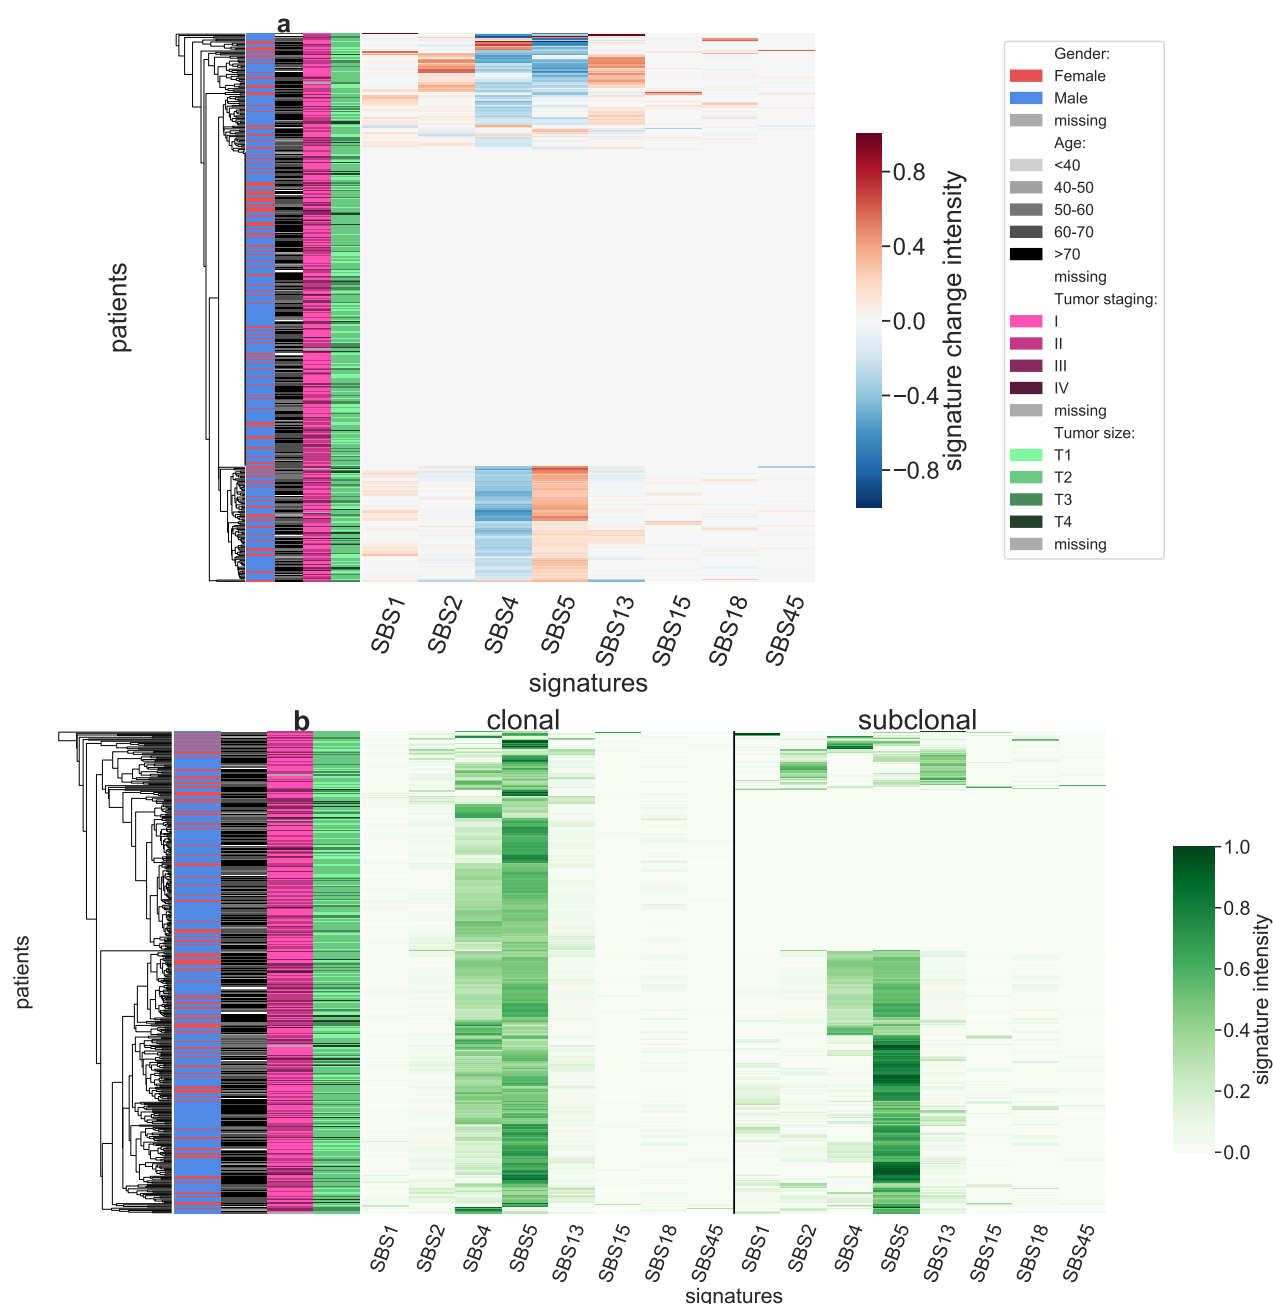 a
patients
SBS1 SBS2 SBS4 SBS5 SBS13 SBS15 SBS18 SBS45
signatures
0.8
0.4
0.0
−0.4
−0.8
signature change intensity
Gender:
Female
Male
missing
Age:
<40
40-50
50-60
60-70
>70
missing
Tumor staging:
I
II
III
IV
missing
Tumor size:
T1
T2
T3
T4
missing
b
clonal
subclonal
patients
SBS1 SBS2 SBS4 SBS5 SBS13 SBS15 SBS18 SBS45 SBS1 SBS2 SBS4 SBS5 SBS13 SBS15 SBS18 SBS45
signatures
1.0
0.8
0.6
0.4
0.2
0.0
signature intensity